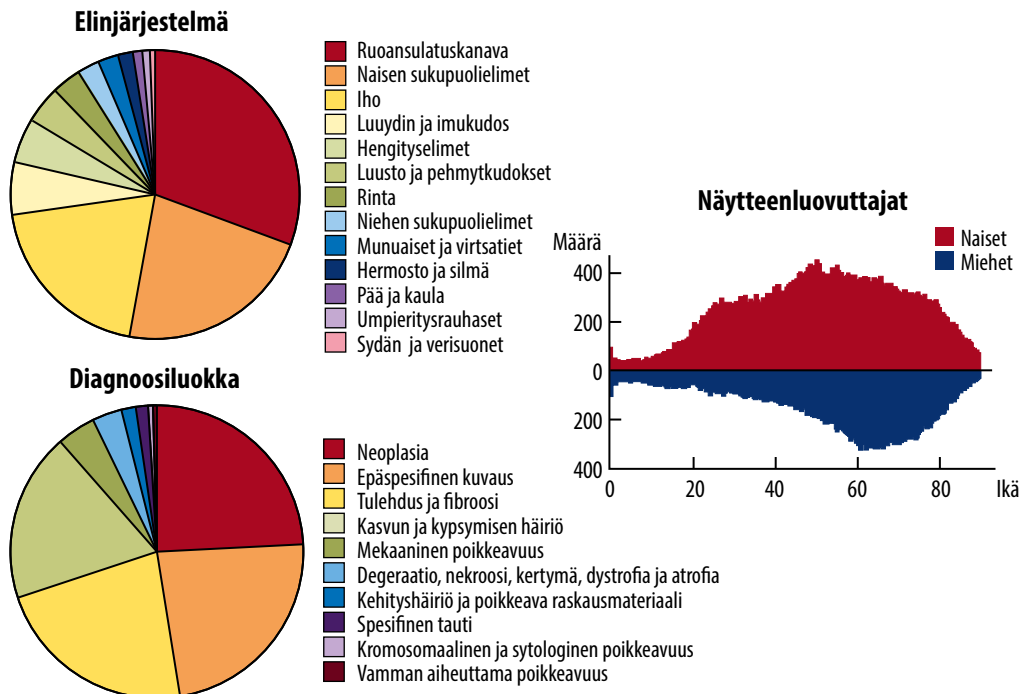 Elinjärjestelmä
Ruoansulatuskanava
Naisen sukupuolielimet
Iho
Luuydin ja imukudos
Hengityselimet
Luusto ja pehmytkudokset
Rinta
Niehen sukupuolielimet
Munuaiset ja virtsatiet
Hermosto ja silmä
Pää ja kaula
Umpieritysrauhaset
Sydän ja verisuonet
Diagnoosiluokka
Neoplasia
Epäspesifinen kuvaus
Tulehdus ja fibroosi
Kasvun ja kypsymisen häiriö
Mekaaninen poikkeavuus
Degeraatio, nekroosi, kertymä, dystrofia ja atrofia
Kehityshäiriö ja poikkeava raskausmateriaali
Spesifinen tauti
Kromosomaalinen ja sytologinen poikkeavuus
Vamman aiheuttama poikkeavuus
Näytteenluovuttajat
Määrä
Naiset
Miehet
400
200
0
200
400
0 20 40 60 80 Ikä